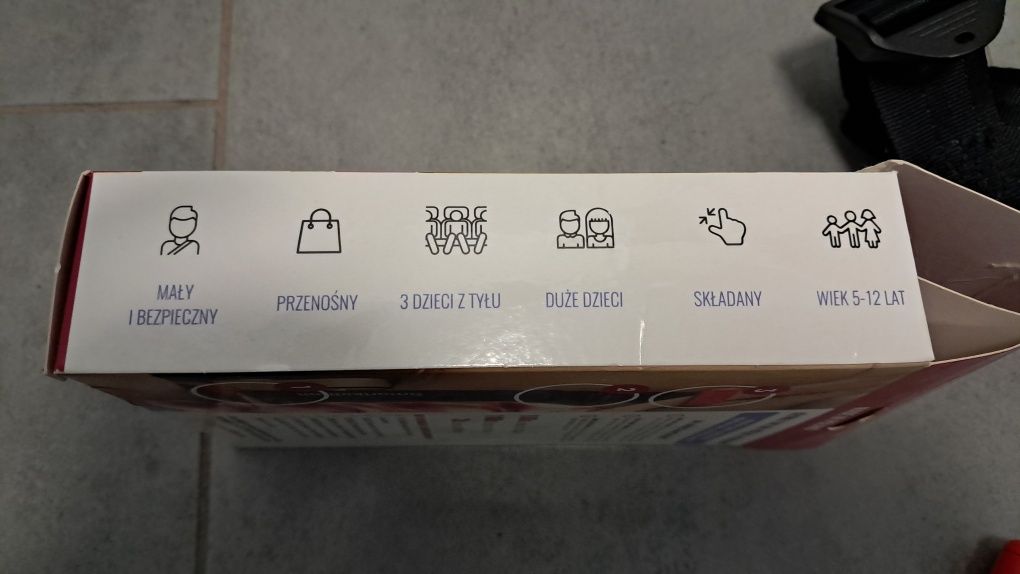 MAŁY
I BEZPIECZNY
PRZENOŚNY
3 DZIECI Z TYŁU
DUŻE DZIECI
SKŁADANY
WIEK 5-12 LAT